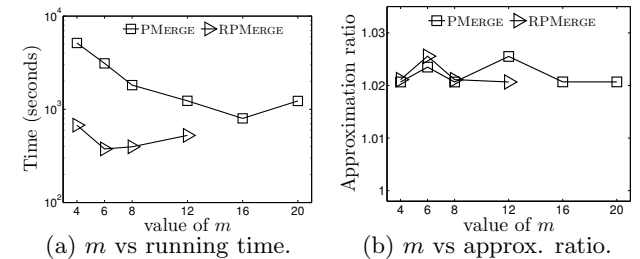 Time (seconds)
10^4
10^3
10^2
PMERGE RPMERGE
4 6 8 12 16 20
value of m
(a) m vs running time.
Approximation ratio
1.03
1.02
1.01
1
PMERGE RPMERGE
4 6 8 12 16 20
value of m
(b) m vs approx. ratio.